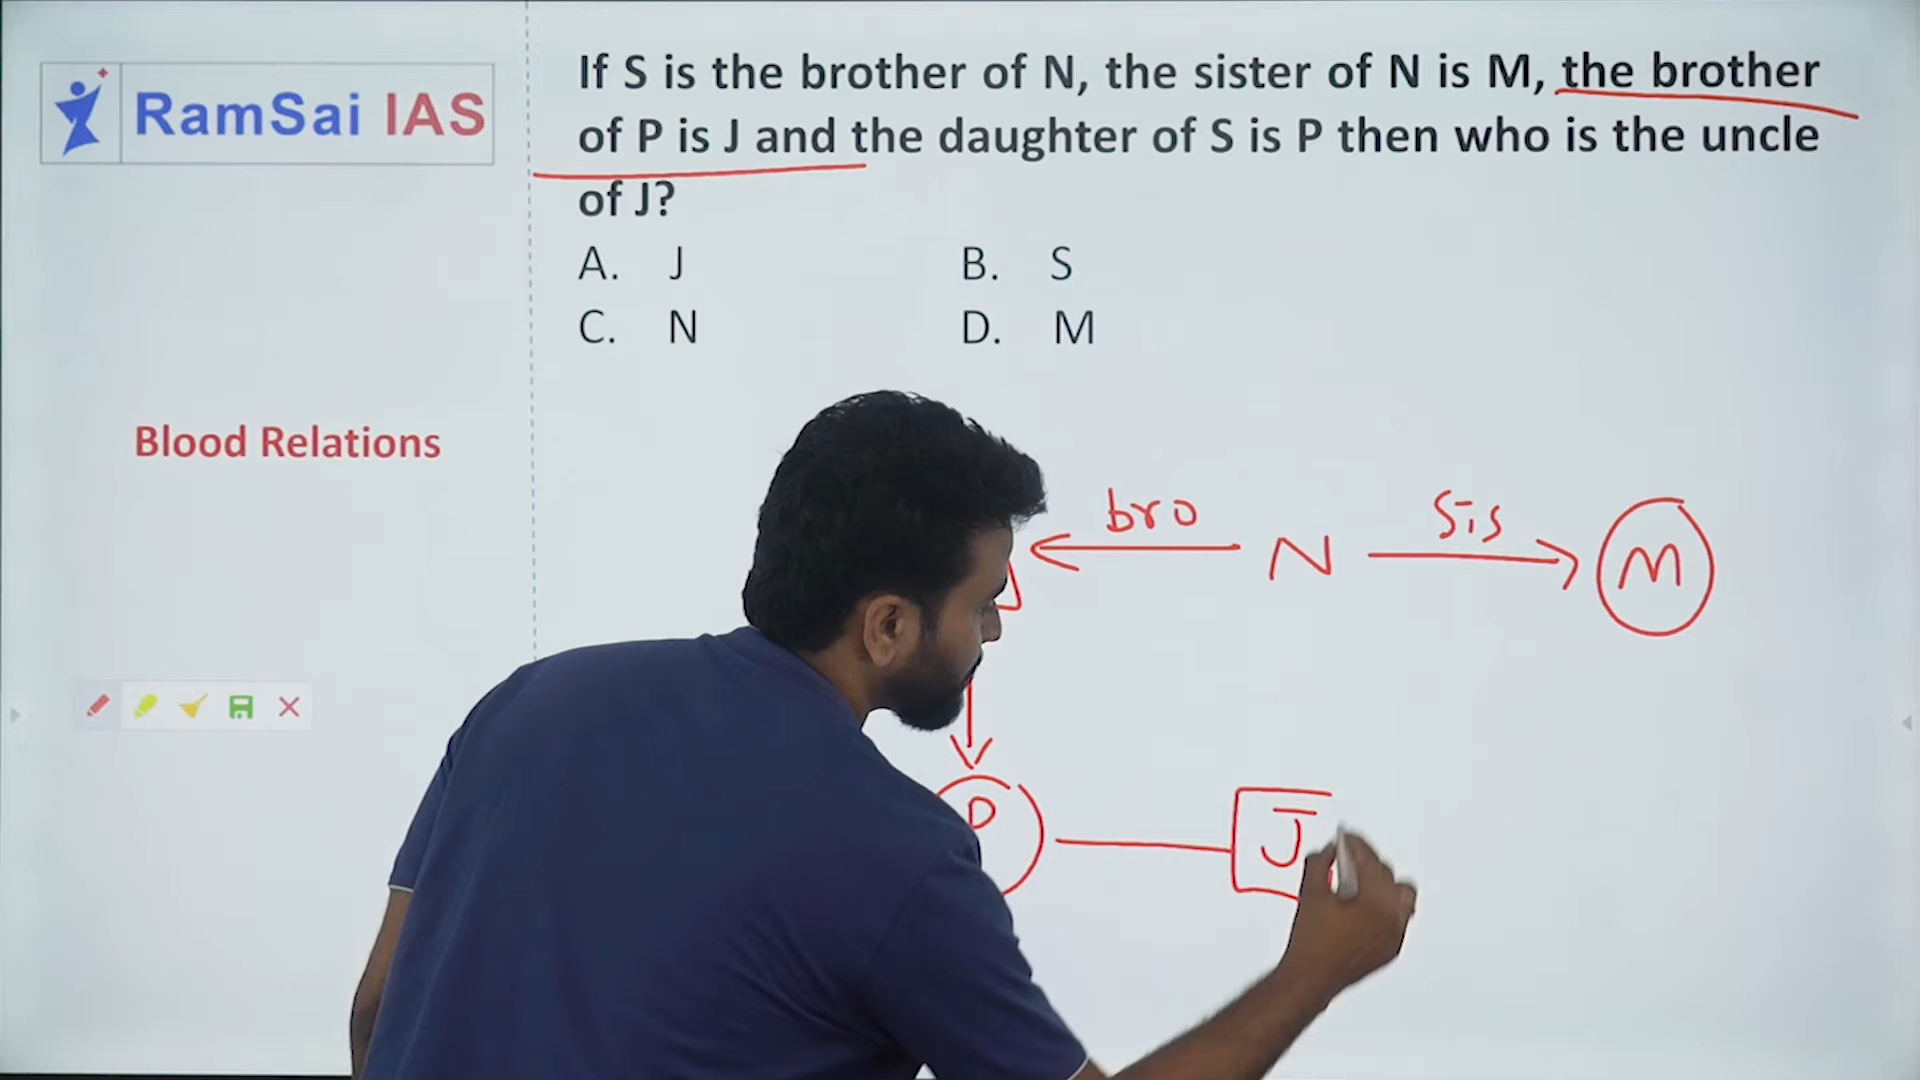 RamSai IAS
If S is the brother of N, the sister of N is M, the brother
of P is J and the daughter of S is P then who is the uncle
of J?
A. J B. S
C. N D. M
Blood Relations
bro N sis M
P J